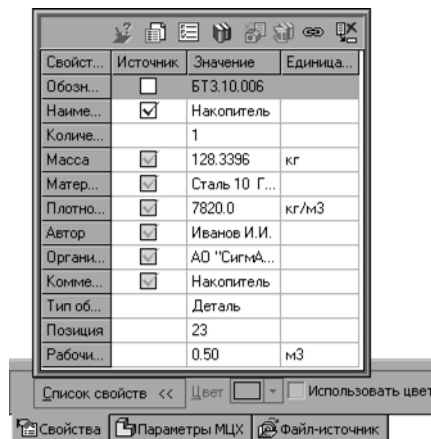 Свойст... Источник Значение Единица...
Обозн... БТ3.10.006
Наиме... Накопитель
Количе... 1
Масса 128.3396 кг
Матер... Сталь 10 Г...
Плотно... 7820.0 кг/м3
Автор Иванов И.И.
Органи... АО "СигмА...
Комме... Накопитель
Тип об... Деталь
Позиция 23
Рабочи... 0.50 м3
Список свойств << Цвет Использовать цвет
Свойства Параметры МЦХ Файл-источник